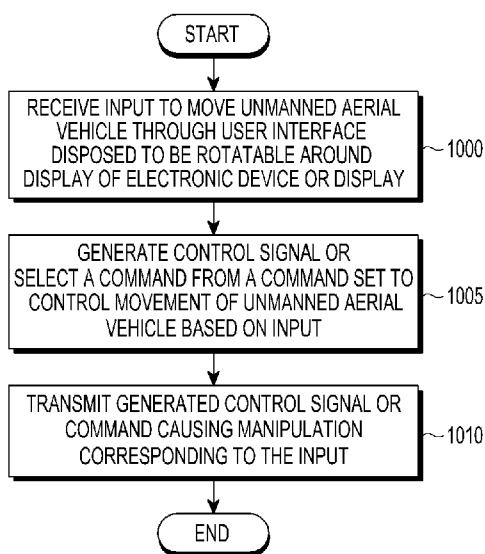 START
RECEIVE INPUT TO MOVE UNMANNED AERIAL
VEHICLE THROUGH USER INTERFACE
DISPOSED TO BE ROTATABLE AROUND
DISPLAY OF ELECTRONIC DEVICE OR DISPLAY
1000
GENERATE CONTROL SIGNAL OR
SELECT A COMMAND FROM A COMMAND SET TO
CONTROL MOVEMENT OF UNMANNED AERIAL
VEHICLE BASED ON INPUT
1005
TRANSMIT GENERATED CONTROL SIGNAL OR
COMMAND CAUSING MANIPULATION
CORRESPONDING TO THE INPUT
1010
END